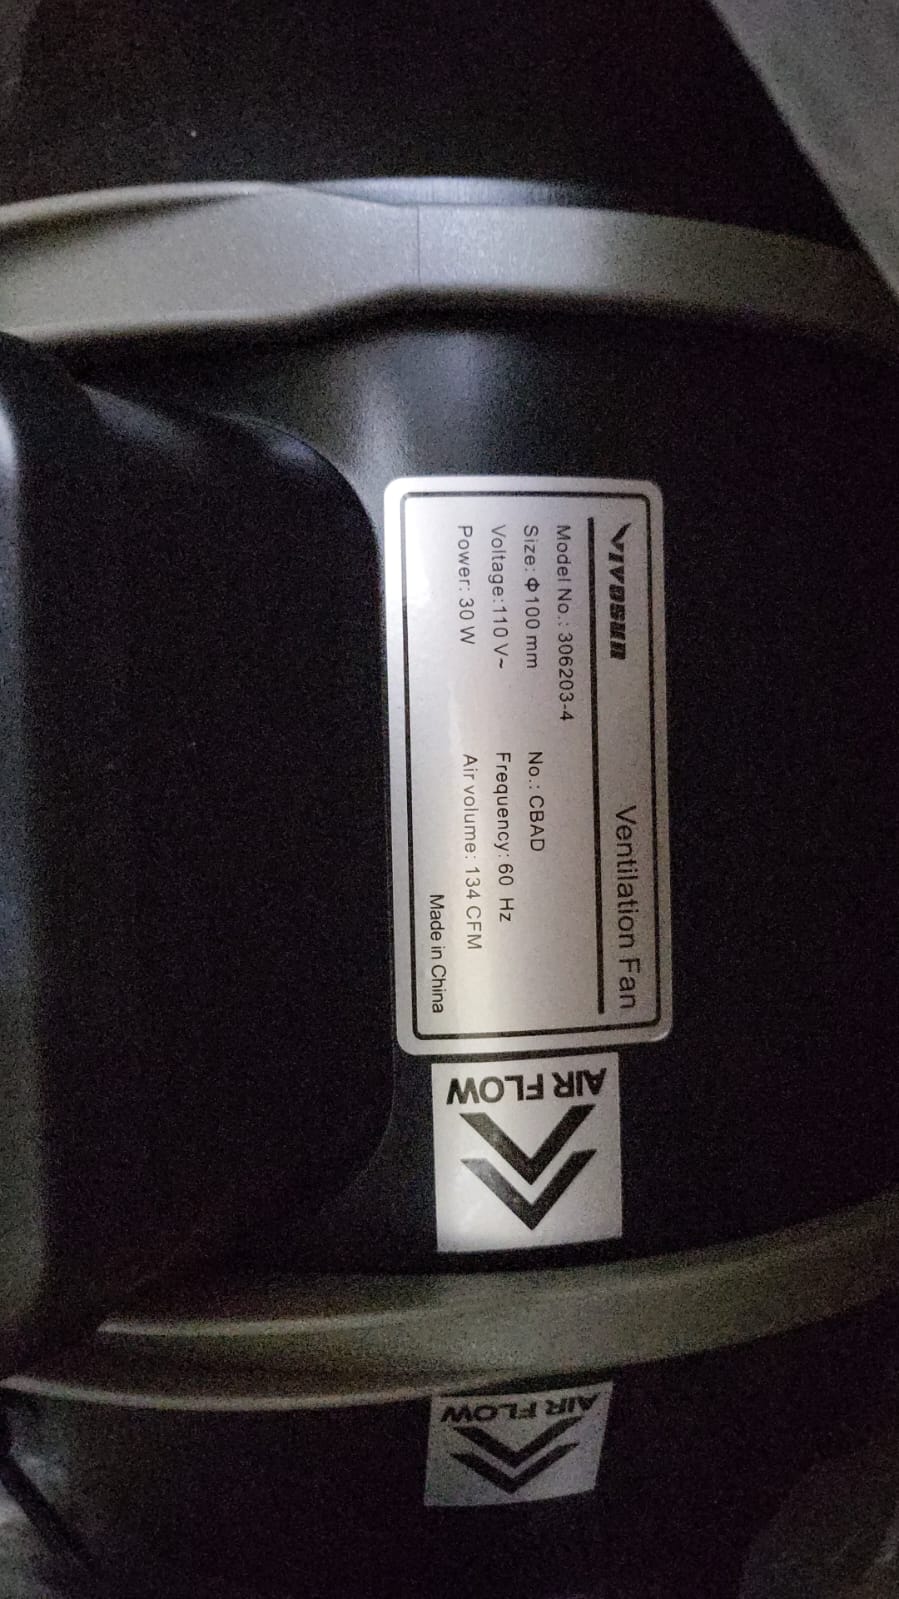 VIVOSUN Ventilation Fan
Model No.: 306203-4
Size: Φ100 mm No.: CBAD
Voltage:110 V~ Frequency: 60 Hz
Power: 30 W Air volume: 134 CFM
Made in China
AIR FLOW
AIR FLOW